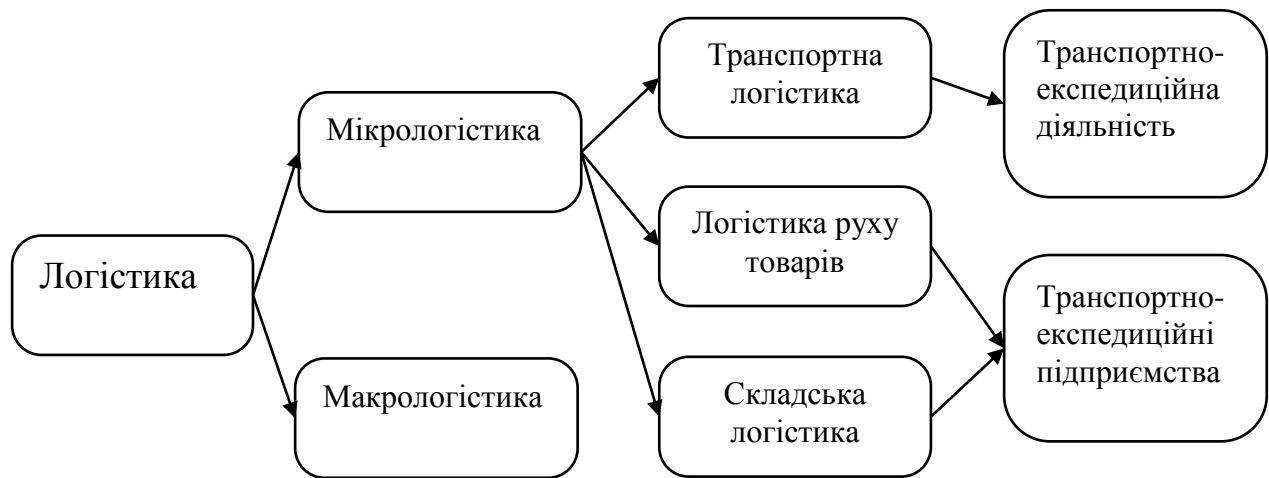 Логістика
Мікрологістика
Макрологістика
Транспортна
логістика
Логістика руху
товарів
Складська
логістика
Транспортно-
експедиційна
діяльність
Транспортно-
експедиційні
підприємства